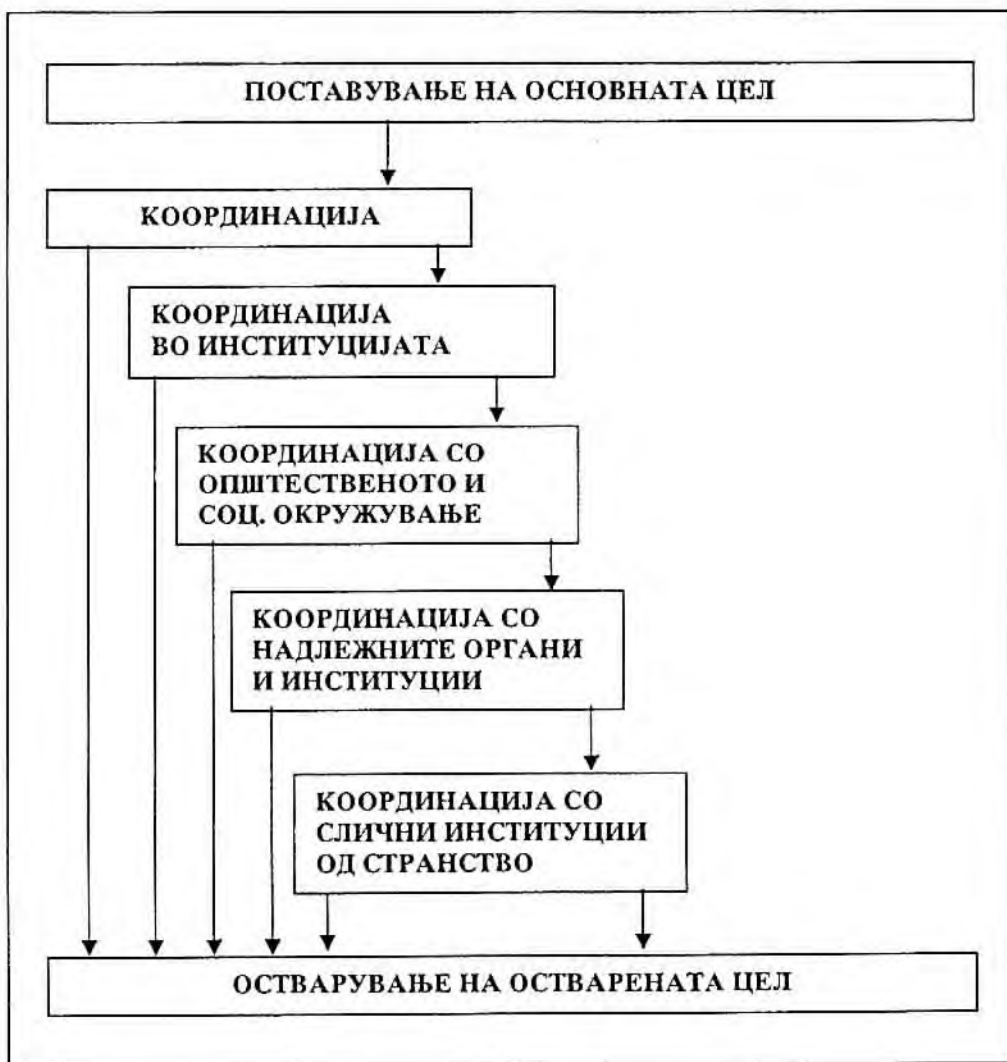 ПОСТАВУВАЊЕ НА ОСНОВНАТА ЦЕЛ
КООРДИНАЦИЈА
КООРДИНАЦИЈА
ВО ИНСТИТУЦИЈАТА
КООРДИНАЦИЈА СО
ОПШТЕСТВЕНОТО И
СОЦ. ОКРУЖУВАЊЕ
КООРДИНАЦИЈА СО
НАДЛЕЖНИТЕ ОРГАНИ
И ИНСТИТУЦИИ
КООРДИНАЦИЈА СО
СЛИЧНИ ИНСТИТУЦИИ
ОД СТРАНСТВО
ОСТВАРУВАЊЕ НА ОСТВАРЕНАТА ЦЕЛ